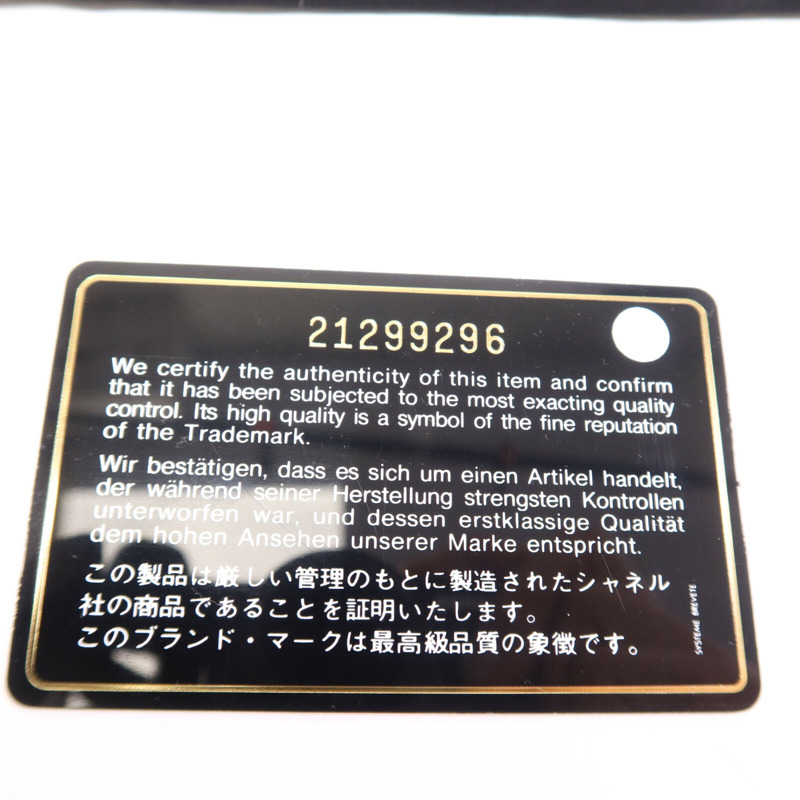 21299296
We certify the authenticity of this item and confirm
that it has been subjected to the most exacting quality
control. Its high quality is a symbol of the fine reputation
of the Trademark.
Wir bestätigen, dass es sich um einen Artikel handelt,
der während seiner Herstellung strengsten Kontrollen
unterworfen war, und dessen erstklassige Qualität
dem hohen Ansehen unserer Marke entspricht.
この製品は厳しい管理のもとに製造されたシャネル
社の商品であることを証明いたします。
このブランド・マークは最高級品質の象徴です。
SYSTEME BREVETE